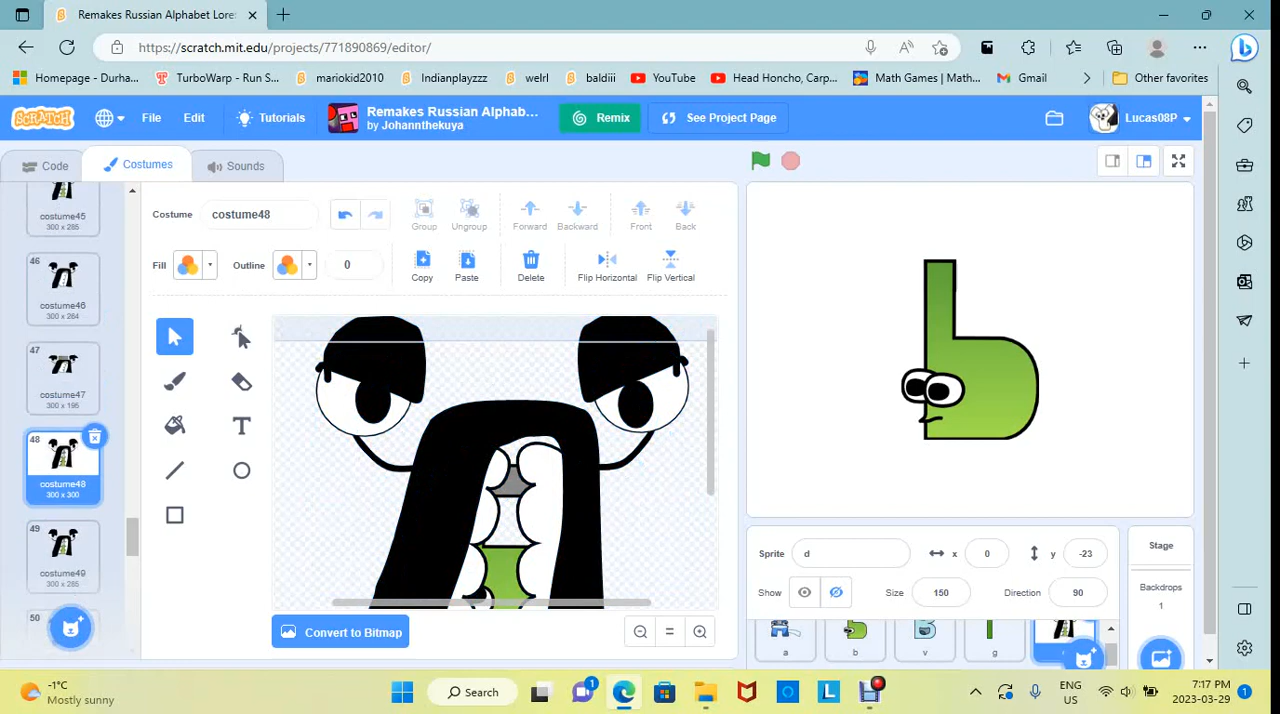 Remakes Russian Alphabet Lore
https://scratch.mit.edu/projects/771890869/editor/
Homepage - Durha... TurboWarp - Run S... mariokid2010 Indianplayzzz welrl baldiii YouTube Head Honcho, Carp... Math Games | Math... Gmail Other favorites
SCRATCH File Edit Tutorials Remakes Russian Alphab... by Johannthekuya Remix See Project Page Lucas08P
Code Costumes Sounds
costume45
300 x 285
46
costume46
300 x 264
47
costume47
300 x 195
48
costume48
300 x 300
49
costume49
300 x 285
50
Costume costume48 Group Ungroup Forward Backward Front Back
Fill Outline 0 Copy Paste Delete Flip Horizontal Flip Vertical
Convert to Bitmap
Sprite d x 0 y -23
Show Size 150 Direction 90
a b v g
Stage
Backdrops
1
-1°C
Mostly sunny
Search
1
ENG
US
7:17 PM
2023-03-29
1